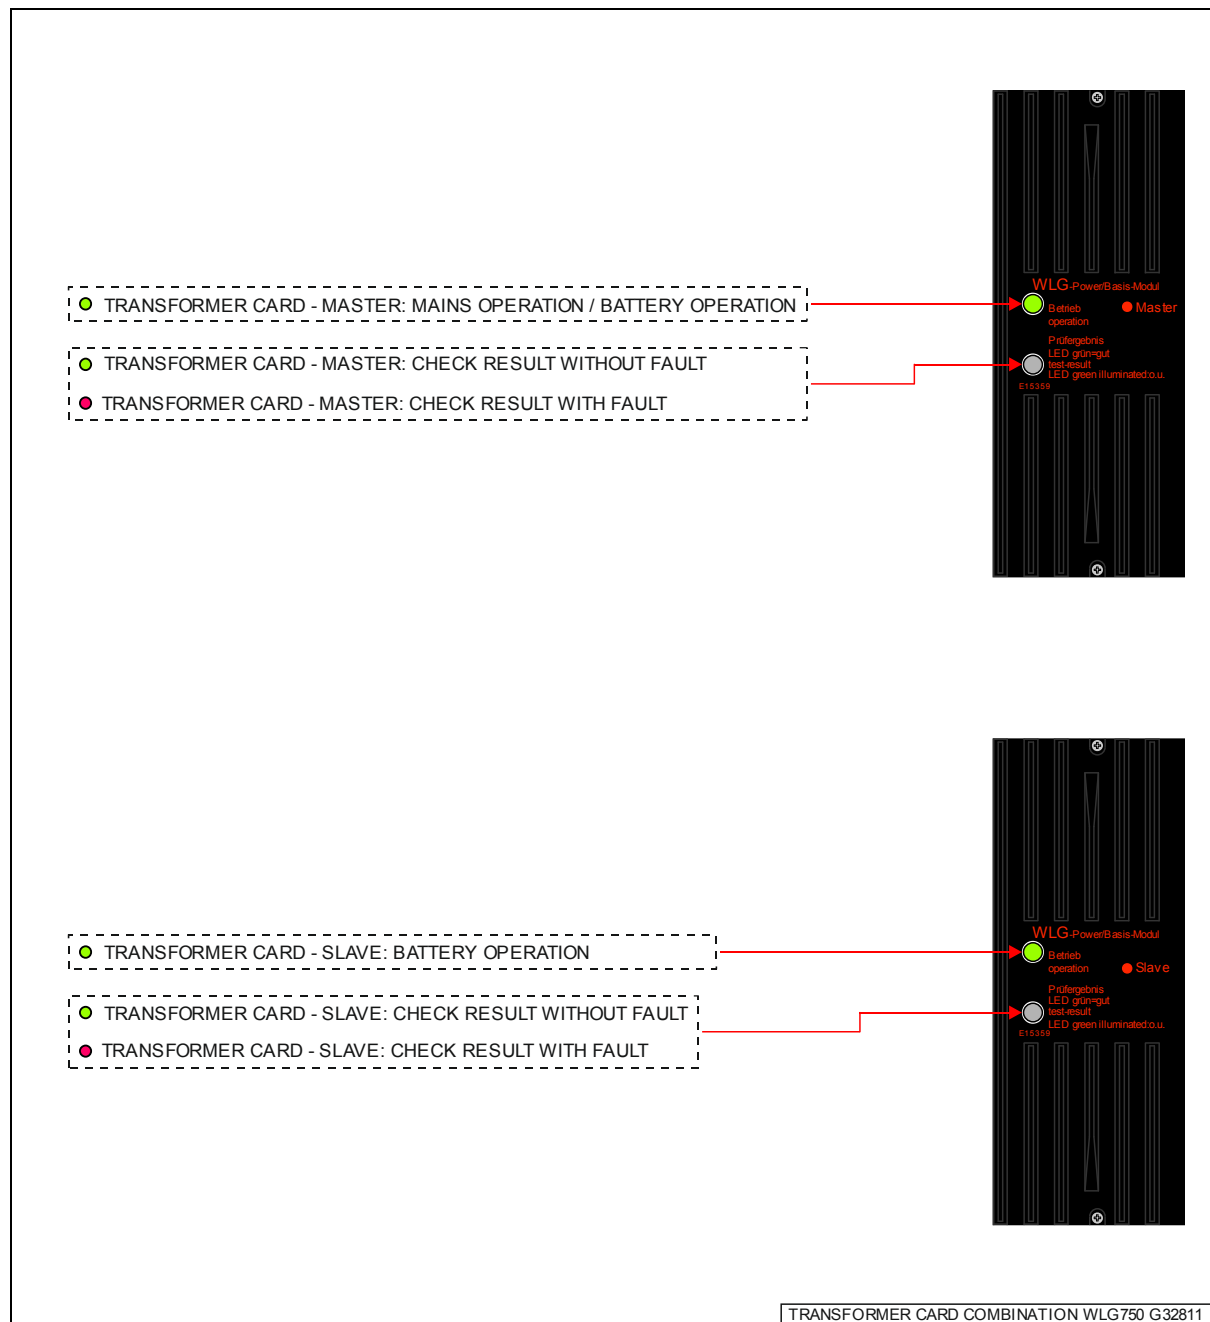 WLG-Power/Basis-Modul
TRANSFORMER CARD - MASTER: MAINS OPERATION / BATTERY OPERATION
Betrieb
operation
Master
Prüfergebnis
LED grün=gut
test-result
LED green illuminated:o.u.
E15359
TRANSFORMER CARD - MASTER: CHECK RESULT WITHOUT FAULT
TRANSFORMER CARD - MASTER: CHECK RESULT WITH FAULT
WLG-Power/Basis-Modul
TRANSFORMER CARD - SLAVE: BATTERY OPERATION
Betrieb
operation
Slave
Prüfergebnis
LED grün=gut
test-result
LED green illuminated:o.u.
E15359
TRANSFORMER CARD - SLAVE: CHECK RESULT WITHOUT FAULT
TRANSFORMER CARD - SLAVE: CHECK RESULT WITH FAULT
TRANSFORMER CARD COMBINATION WLG750 G32811